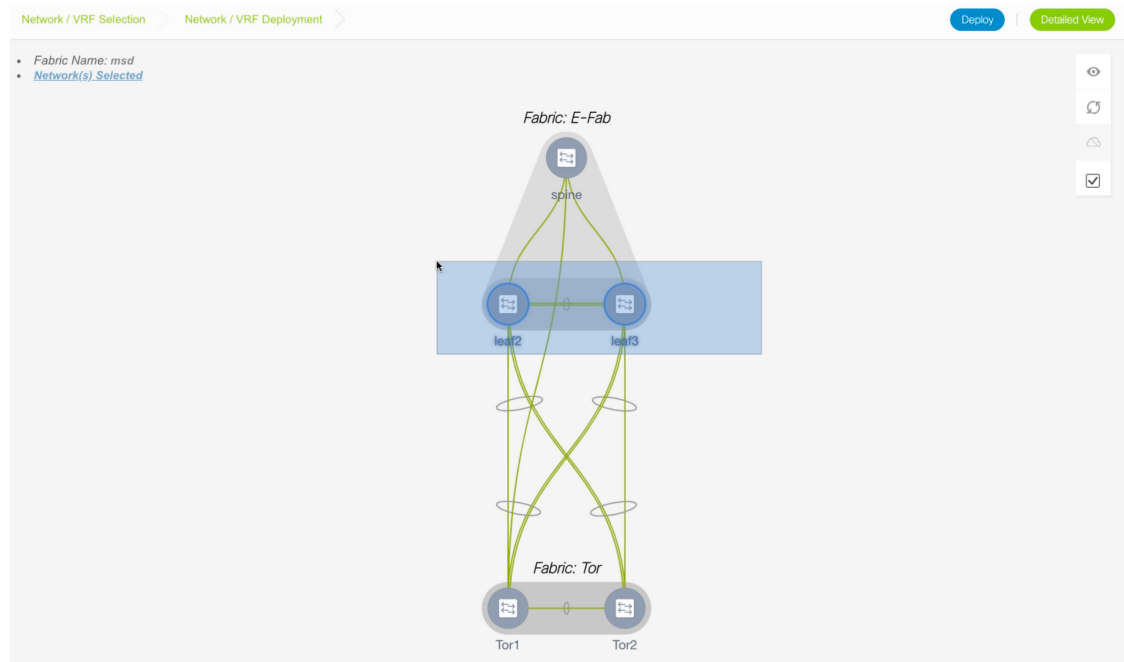 Network / VRF Selection
Network / VRF Deployment
Deploy
Detailed View
Fabric Name: msd
Network(s) Selected
Fabric: E-Fab
spine
leaf2
leaf3
Fabric: Tor
Tor1
Tor2